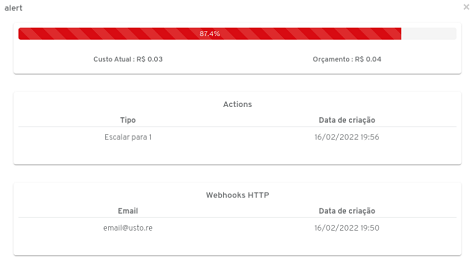 alert
87.4%
Custo Atual : R$ 0.03 Orçamento : R$ 0.04
Actions
Tipo Data de criação
Escalar para 1 16/02/2022 19:56
Webhooks HTTP
Email Data de criação
email@usto.re 16/02/2022 19:50